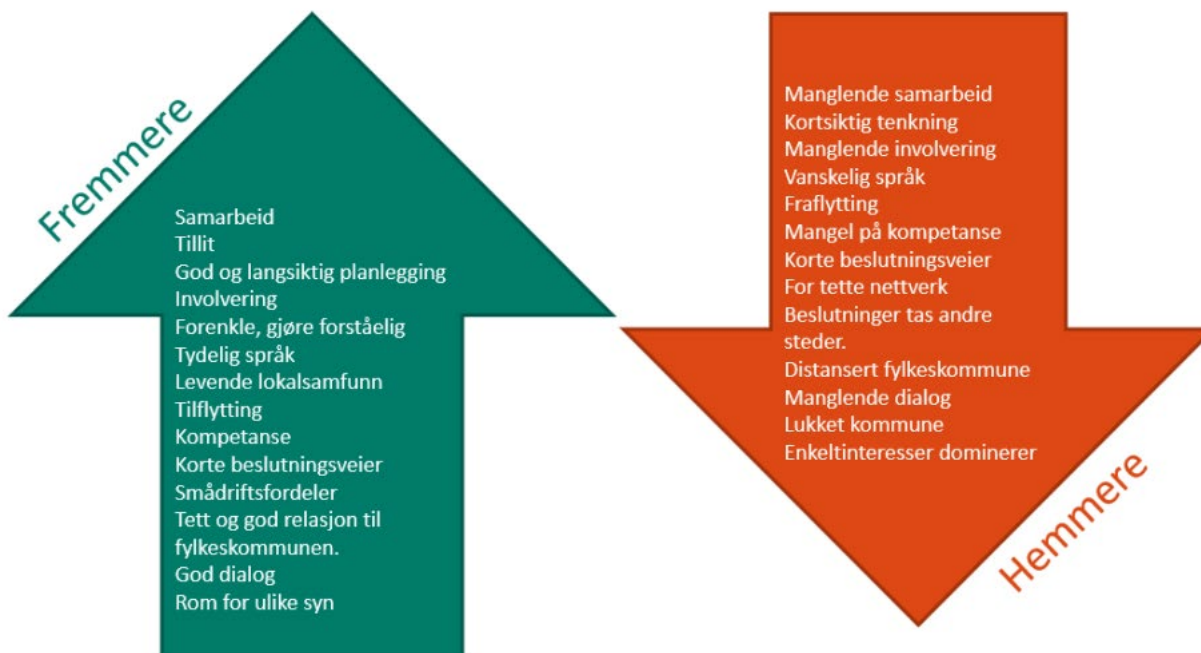 Fremmere
Samarbeid
Tillit
God og langsiktig planlegging
Involvering
Forenkle, gjøre forståelig
Tydelig språk
Levende lokalsamfunn
Tilflytting
Kompetanse
Korte beslutningsveier
Smådriftsfordeler
Tett og god relasjon til
fylkeskommunen.
God dialog
Rom for ulike syn
Manglende samarbeid
Kortsiktig tenkning
Manglende involvering
Vanskelig språk
Fraflytting
Mangel på kompetanse
Korte beslutningsveier
For tette nettverk
Beslutninger tas andre
steder.
Distansert fylkeskommune
Manglende dialog
Lukket kommune
Enkeltinteresser dominerer
Hemmere